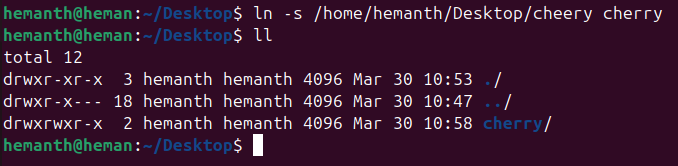 hemanth@heman:~/Desktop$ ln -s /home/hemanth/Desktop/cheery cherry
hemanth@heman:~/Desktop$ ll
total 12
drwxr-xr-x  3 hemanth hemanth 4096 Mar 30 10:53 ./
drwxr-x--- 18 hemanth hemanth 4096 Mar 30 10:47 ../
drwxrwxr-x  2 hemanth hemanth 4096 Mar 30 10:58 cherry/
hemanth@heman:~/Desktop$